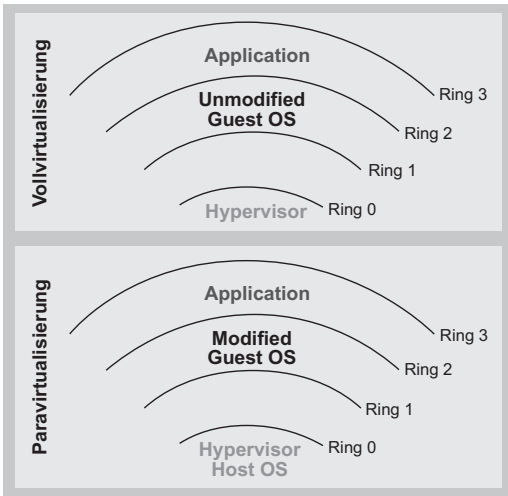 Vollvirtualisierung
Application
Ring 3
Unmodified
Guest OS
Ring 2
Ring 1
Hypervisor
Ring 0
Paravirtualisierung
Application
Ring 3
Modified
Guest OS
Ring 2
Ring 1
Hypervisor
Host OS
Ring 0